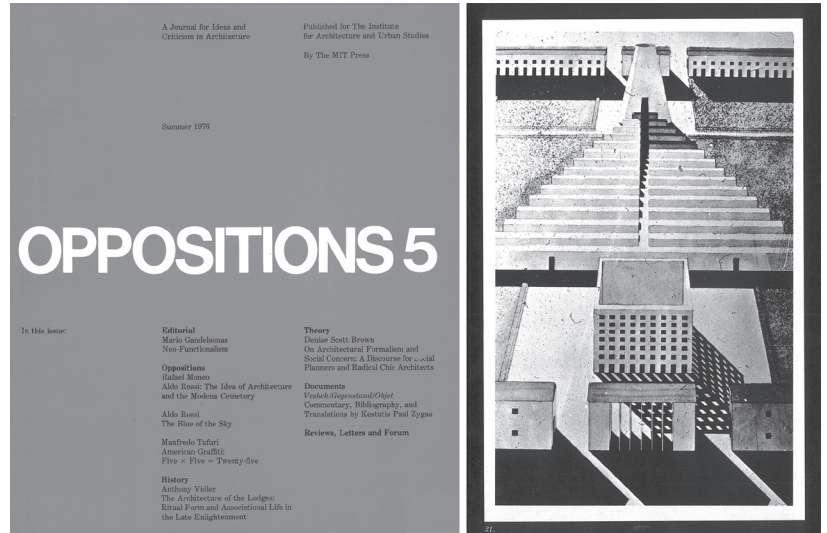 A Journal for Ideas and
Criticism in Architecture
Published for The Institute
for Architecture and Urban Studies
By The MIT Press
Summer 1976
OPPOSITIONS 5
In this issue:
Editorial
Mario Gandelsonas
Neo-Functionalism
Oppositions
Rafael Moneo
Aldo Rossi: The Idea of Architecture
and the Modena Cemetery
Aldo Rossi
The Blue of the Sky
Manfredo Tafuri
American Graffiti:
Five × Five = Twenty-five
History
Anthony Vidler
The Architecture of the Lodges:
Ritual Form and Associational Life in
the Late Enlightenment
Theory
Denise Scott Brown
On Architectural Formalism and
Social Concern: A Discourse for
Planners and Radical Chic Architects
Documents
Veshch/Gegenstand/Objet
Commentary, Bibliography, and
Translations by Kestutis Paul Zygas
Reviews, Letters and Forum
21.